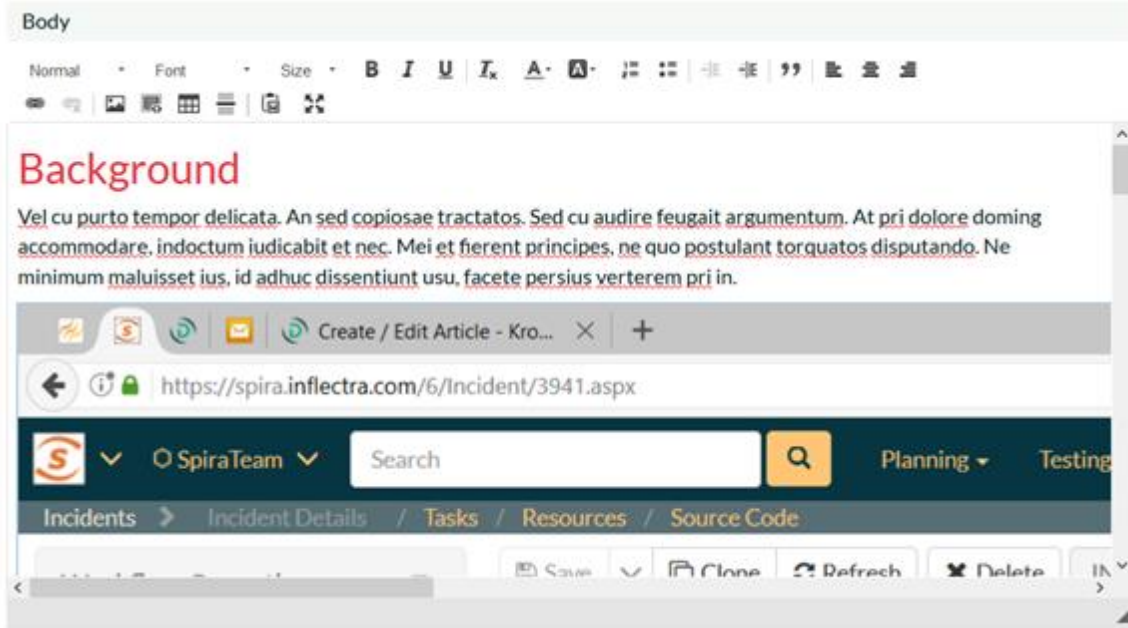 Body
Normal Font Size B I U Tx A A
Background
Vel cu purto tempor delicata. An sed copiosae tractatos. Sed cu audire feugait argumentum. At pri dolore doming
accommodare, indoctum iudicabit et nec. Mei et fierent principes, ne quo postulant torquatos disputando. Ne
minimum maluisset ius, id adhuc dissentiunt usu, facete persius verterem pri in.
Create / Edit Article - Kro...
https://spira.inflectra.com/6/Incident/3941.aspx
S SpiraTeam Search Planning Testing
Incidents Incident Details / Tasks / Resources / Source Code
Save Clone Refresh Delete